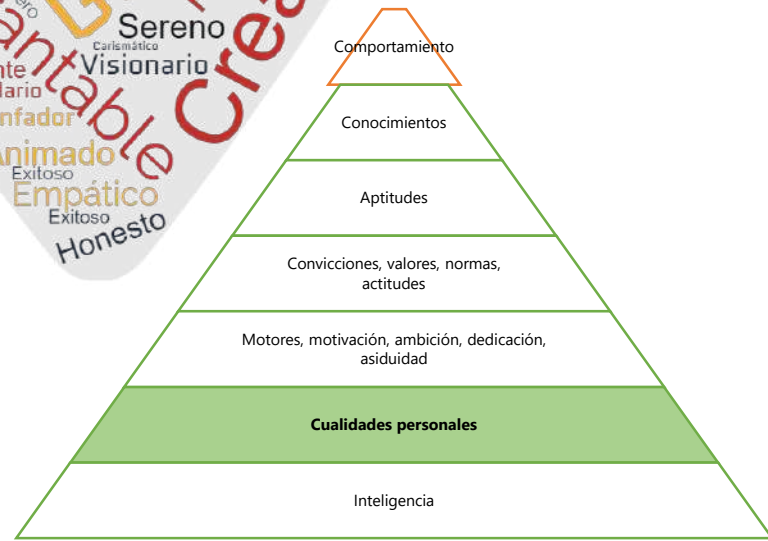 Sereno
Carismático
Visionario
Animado
Exitoso
Empático
Exitoso
Honesto
Comportamiento
Conocimientos
Aptitudes
Convicciones, valores, normas,
actitudes
Motores, motivación, ambición, dedicación,
asiduidad
Cualidades personales
Inteligencia